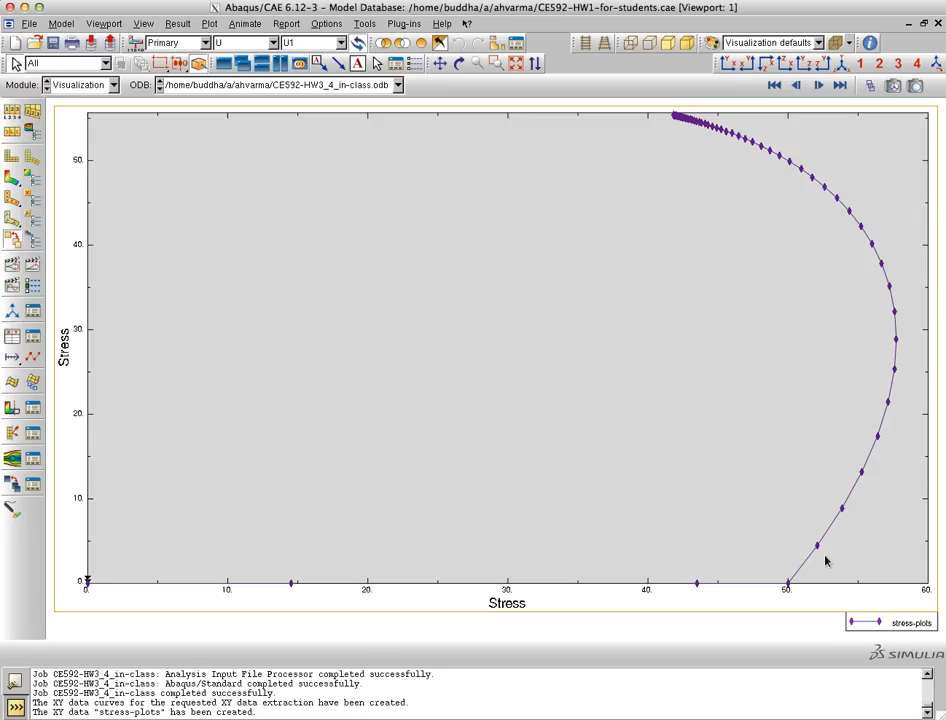 Abaqus/CAE 6.12-3 - Model Database: /home/buddha/a/ahvarma/CE592-HW1-for-students.cae [Viewport: 1]
File Model Viewport View Result Plot Animate Report Options Tools Plug-ins Help
Primary U U1 Visualization defaults
All 1 2 3 4
Module: Visualization ODB: /home/buddha/a/ahvarma/CE592-HW3_4_in-class.odb
50.
40.
30.
Stress
20.
10.
0.
0. 10. 20. 30. 40. 50. 60.
Stress
stress-plots
SIMULIA
Job CE592-HW3_4_in-class: Analysis Input File Processor completed successfully.
Job CE592-HW3_4_in-class: Abaqus/Standard completed successfully.
Job CE592-HW3_4_in-class completed successfully.
The XY data curves for the requested XY data extraction have been created.
The XY data "stress-plots" has been created.